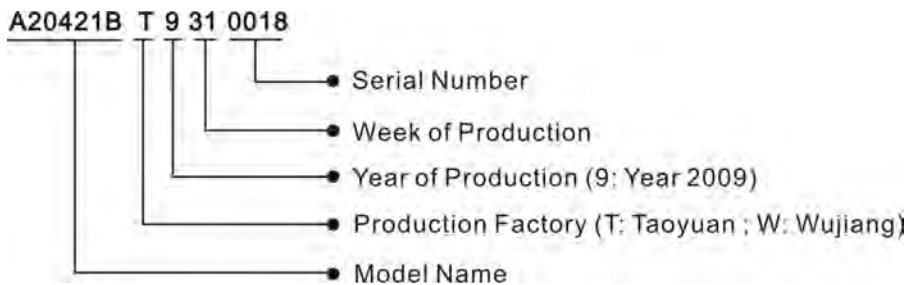 A20421B T 9 31 0018
Serial Number
Week of Production
Year of Production (9: Year 2009)
Production Factory (T: Taoyuan ; W: Wujiang)
Model Name